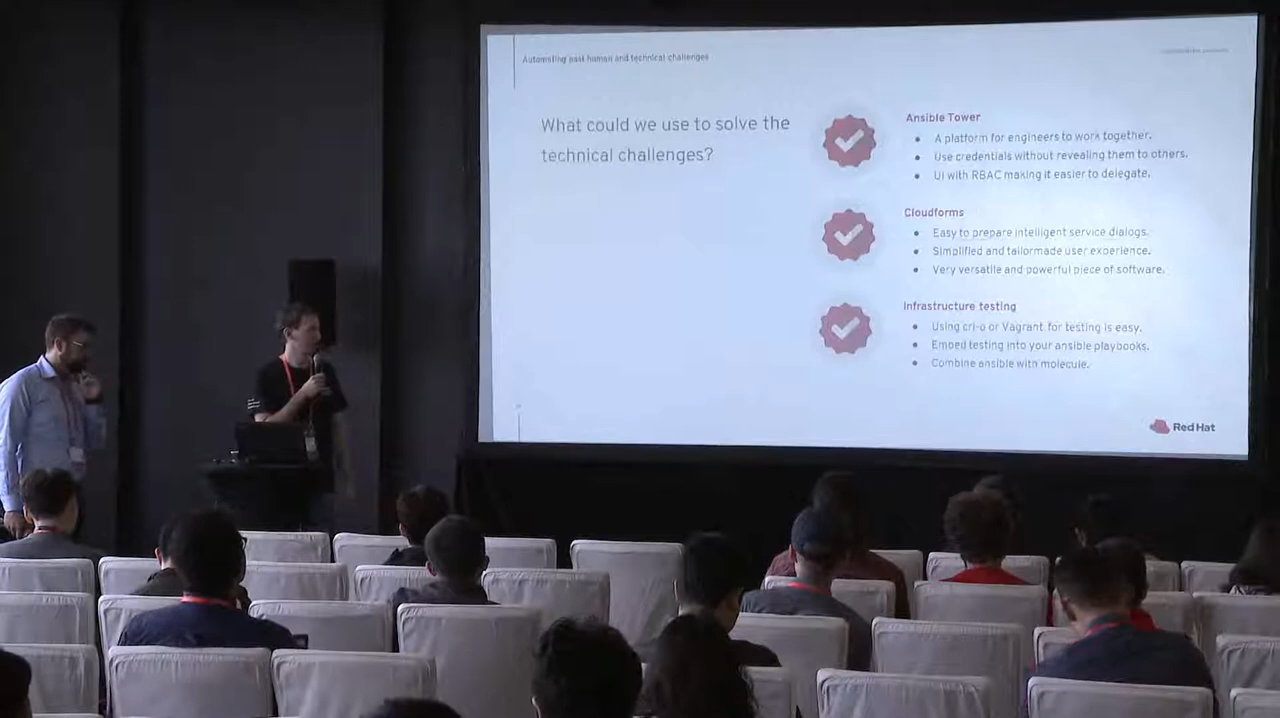 Automating past human and technical challenges
What could we use to solve the
technical challenges?
Ansible Tower
• A platform for engineers to work together.
• Use credentials without revealing them to others.
• UI with RBAC making it easier to delegate.
Cloudforms
• Easy to prepare intelligent service dialogs.
• Simplified and tailormade user experience.
• Very versatile and powerful piece of software.
Infrastructure testing
• Using cri-o or Vagrant for testing is easy.
• Embed testing into your ansible playbooks.
• Combine ansible with molecule.
Red Hat